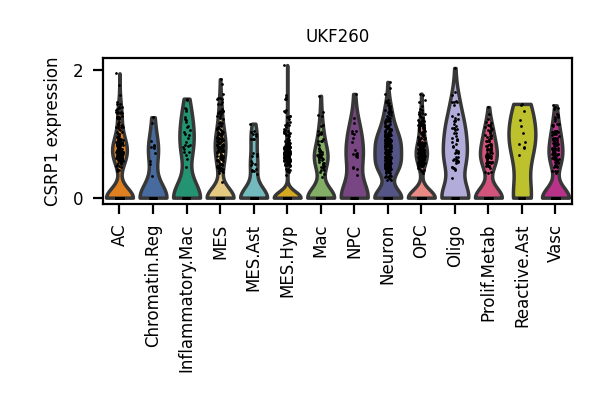 UKF260
CSRP1 expression
2
0
AC
Chromatin.Reg
Inflammatory.Mac
MES
MES.Ast
MES.Hyp
Mac
NPC
Neuron
OPC
Oligo
Prolif.Metab
Reactive.Ast
Vasc